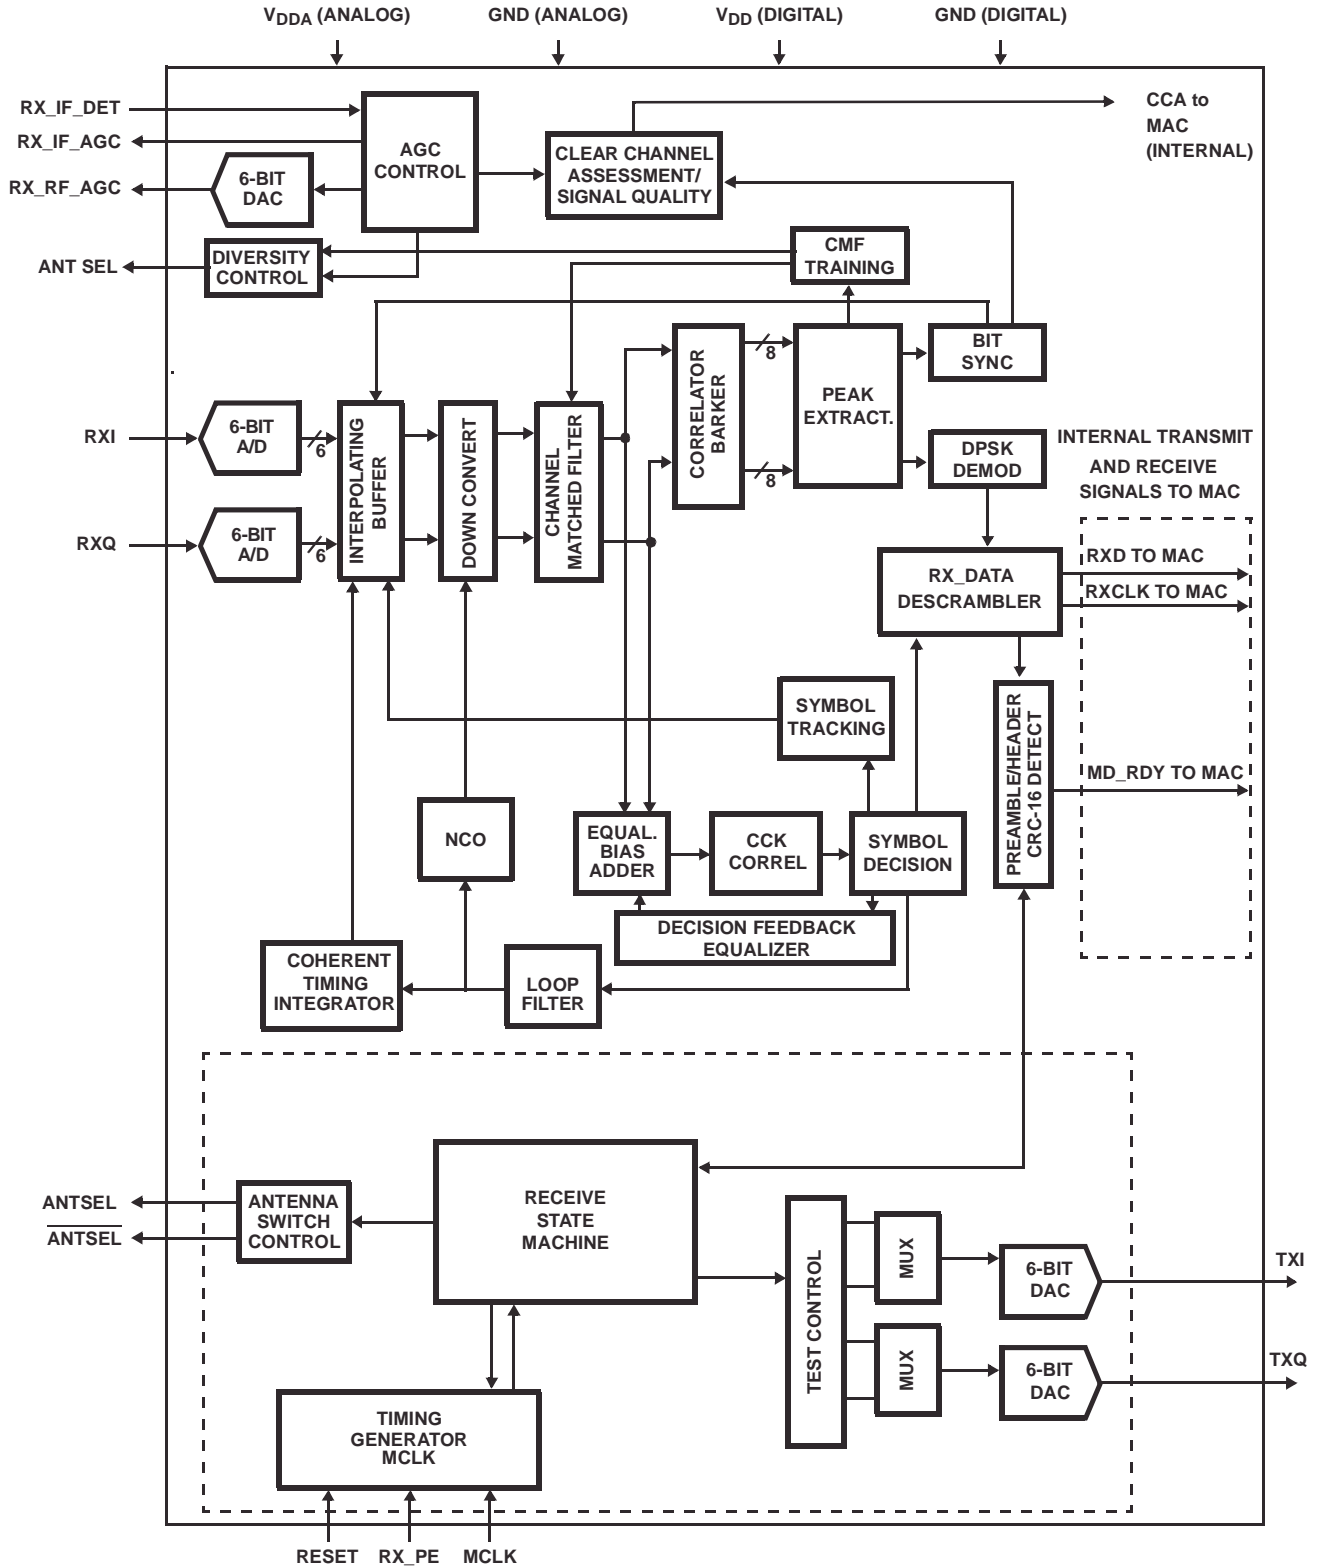 VDDA (ANALOG)
GND (ANALOG)
VDD (DIGITAL)
GND (DIGITAL)
RX_IF_DET
RX_IF_AGC
RX_RF_AGC
6-BIT
DAC
AGC
CONTROL
CLEAR CHANNEL
ASSESSMENT/
SIGNAL QUALITY
CCA to
MAC
(INTERNAL)
ANT SEL
DIVERSITY
CONTROL
CMF
TRAINING
RXI
6-BIT
A/D
6
RXQ
6-BIT
A/D
6
INTERPOLATING
BUFFER
DOWN CONVERT
CHANNEL
MATCHED FILTER
CORRELATOR
BARKER
8
8
PEAK
EXTRACT.
BIT
SYNC
DPSK
DEMOD
INTERNAL TRANSMIT
AND RECEIVE
SIGNALS TO MAC
RX_DATA
DESCRAMBLER
RXD TO MAC
RXCLK TO MAC
SYMBOL
TRACKING
PREAMBLE/HEADER
CRC-16 DETECT
MD_RDY TO MAC
NCO
EQUAL.
BIAS
ADDER
CCK
CORREL
SYMBOL
DECISION
DECISION FEEDBACK
EQUALIZER
COHERENT
TIMING
INTEGRATOR
LOOP
FILTER
ANTSEL
ANTSEL
ANTENNA
SWITCH
CONTROL
RECEIVE
STATE
MACHINE
TEST CONTROL
MUX
6-BIT
DAC
TXI
MUX
6-BIT
DAC
TXQ
TIMING
GENERATOR
MCLK
RESET
RX_PE
MCLK